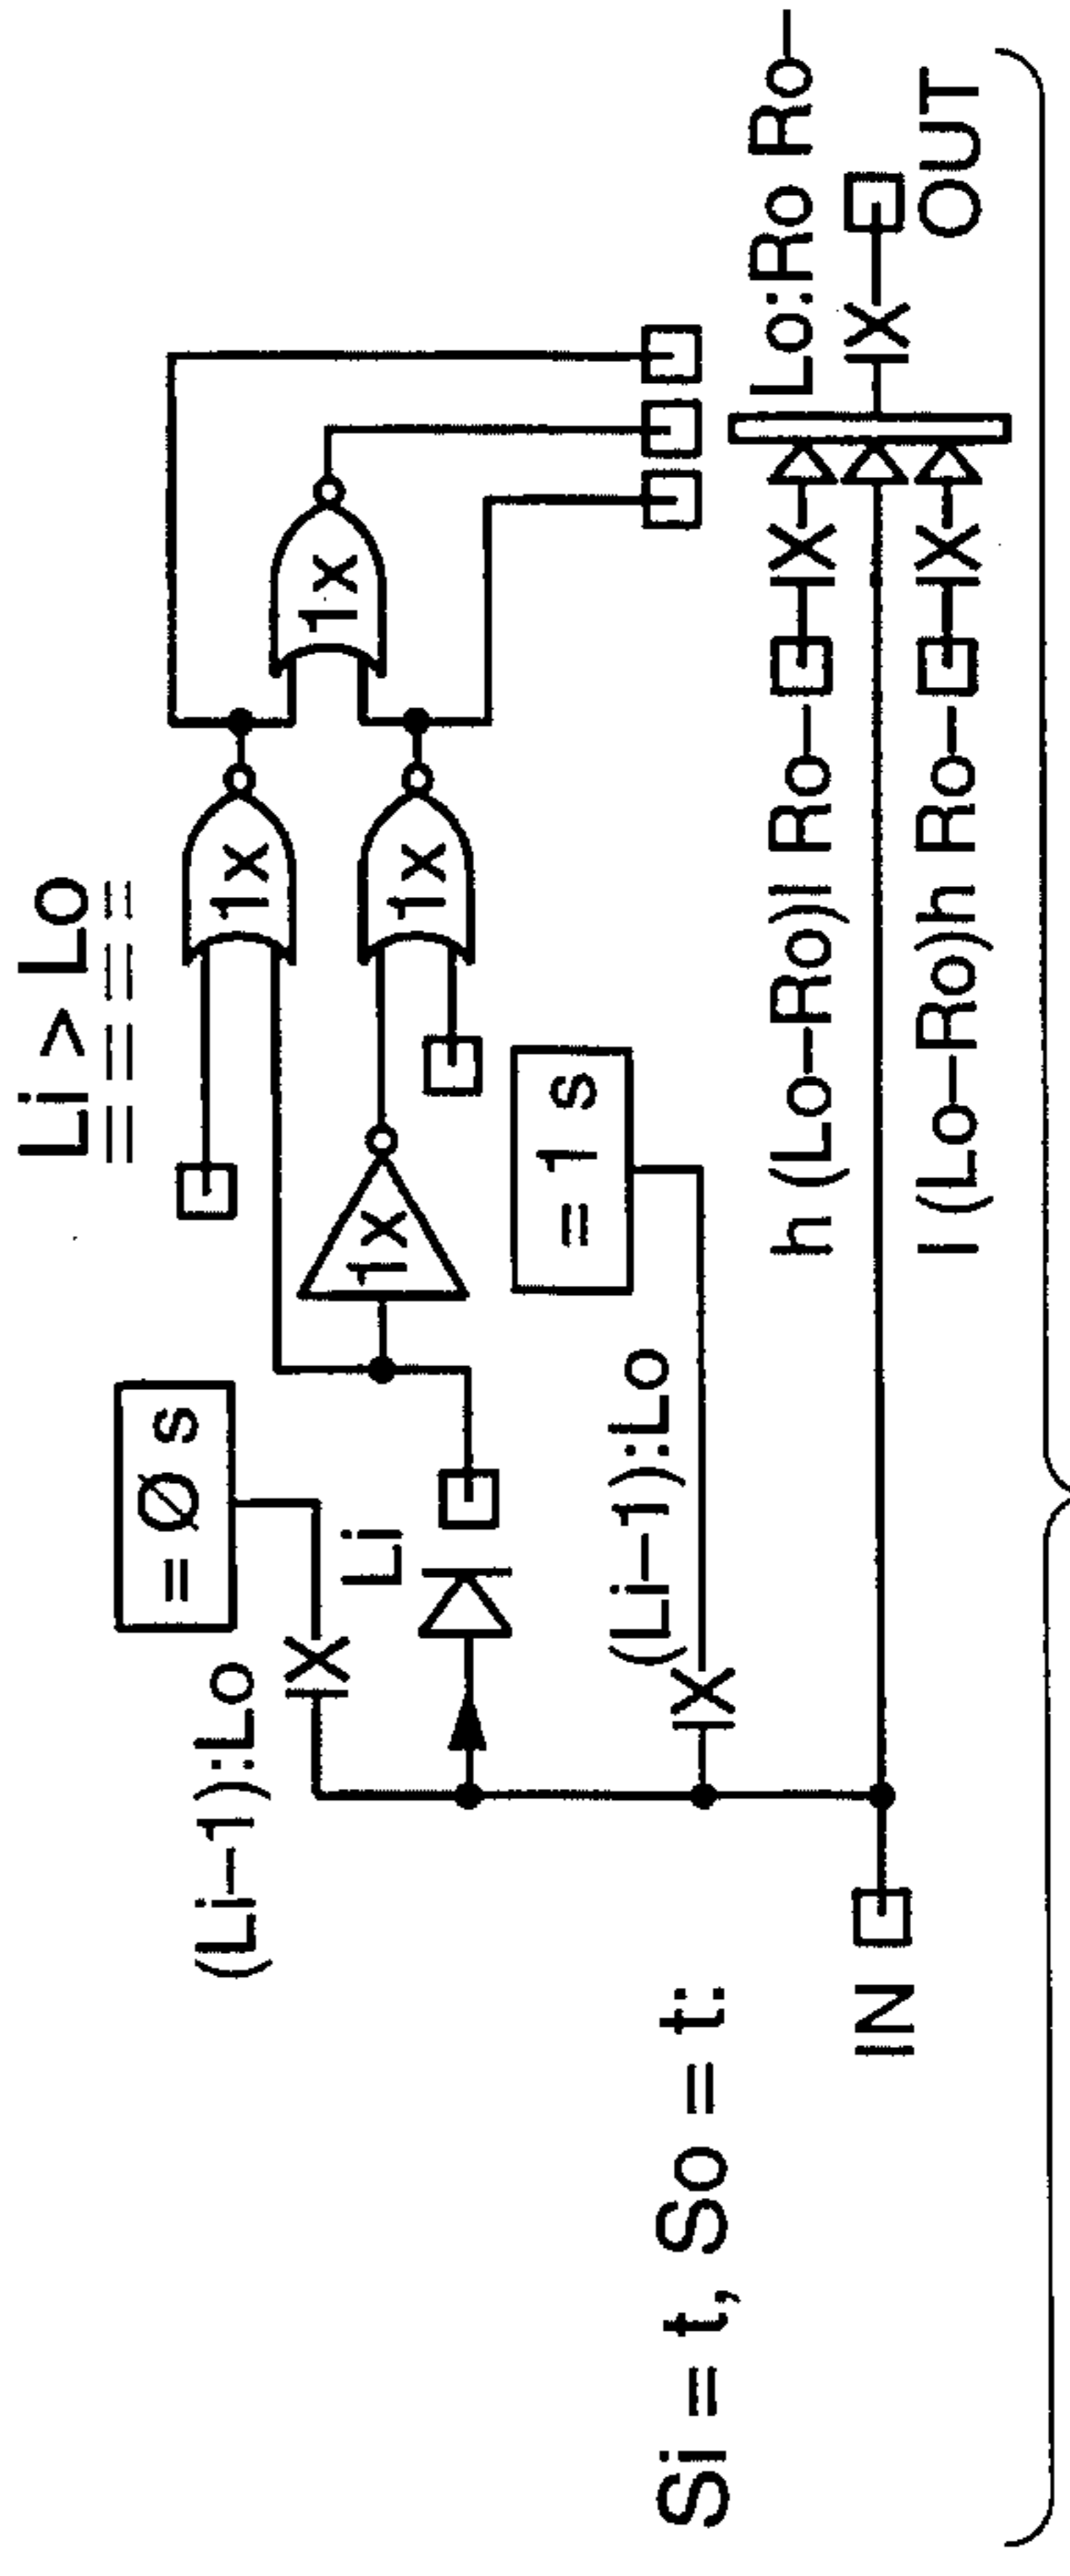 Li > Lo
= Ø s
(Li–1):Lo
Li
1x
1x
1x
1x
= 1 s
(Li–1):Lo
Si = t, So = t:
Lo:Ro Ro–
h (Lo–Ro)l Ro–
IN
OUT
l (Lo–Ro)h Ro–